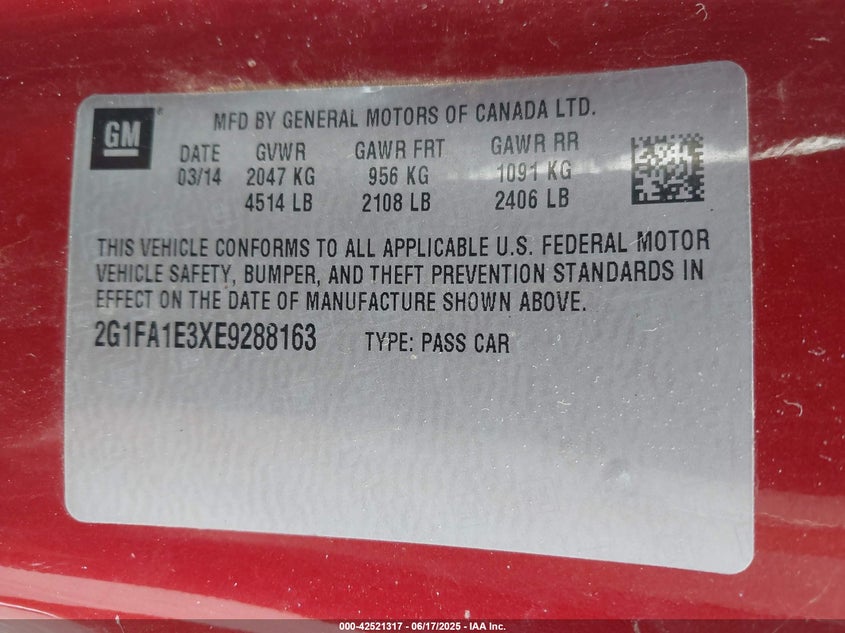 GM
MFD BY GENERAL MOTORS OF CANADA LTD.
DATE GVWR GAWR FRT GAWR RR
03/14 2047 KG 956 KG 1091 KG
4514 LB 2108 LB 2406 LB
THIS VEHICLE CONFORMS TO ALL APPLICABLE U.S. FEDERAL MOTOR
VEHICLE SAFETY, BUMPER, AND THEFT PREVENTION STANDARDS IN
EFFECT ON THE DATE OF MANUFACTURE SHOWN ABOVE.
2G1FA1E3XE9288163 TYPE: PASS CAR
000-42521317 - 06/17/2025 - IAA Inc.